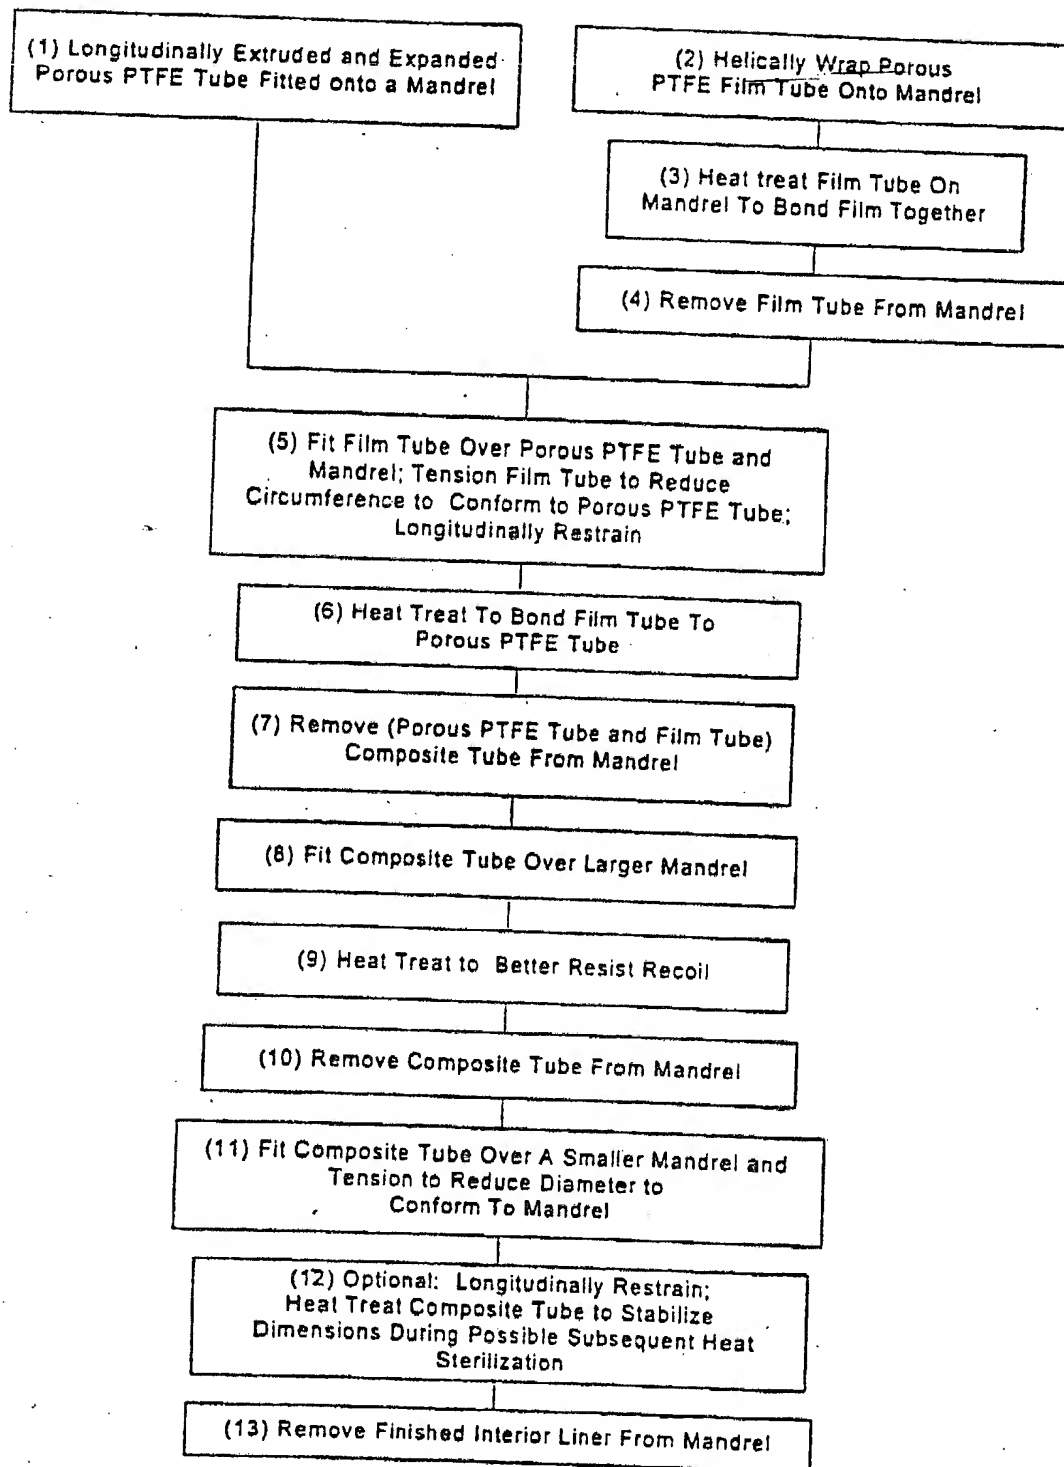 (1) Longitudinally Extruded and Expanded
Porous PTFE Tube Fitted onto a Mandrel
(2) Helically Wrap Porous
PTFE Film Tube Onto Mandrel
(3) Heat treat Film Tube On
Mandrel To Bond Film Together
(4) Remove Film Tube From Mandrel
(5) Fit Film Tube Over Porous PTFE Tube and
Mandrel; Tension Film Tube to Reduce
Circumference to Conform to Porous PTFE Tube;
Longitudinally Restrain
(6) Heat Treat To Bond Film Tube To
Porous PTFE Tube
(7) Remove (Porous PTFE Tube and Film Tube)
Composite Tube From Mandrel
(8) Fit Composite Tube Over Larger Mandrel
(9) Heat Treat to Better Resist Recoil
(10) Remove Composite Tube From Mandrel
(11) Fit Composite Tube Over A Smaller Mandrel and
Tension to Reduce Diameter to
Conform To Mandrel
(12) Optional: Longitudinally Restrain;
Heat Treat Composite Tube to Stabilize
Dimensions During Possible Subsequent Heat
Sterilization
(13) Remove Finished Interior Liner From Mandrel